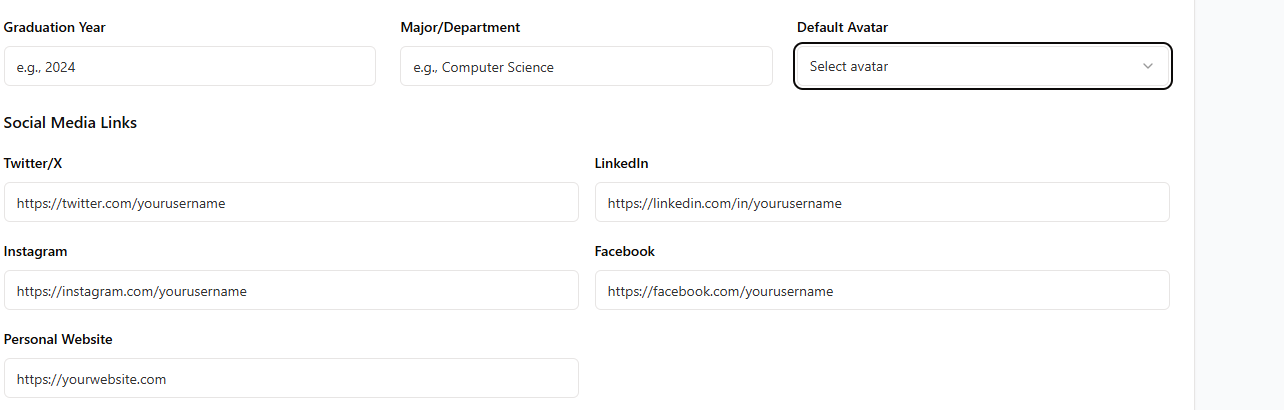 Graduation Year Major/Department Default Avatar
e.g., 2024 e.g., Computer Science Select avatar
Social Media Links
Twitter/X LinkedIn
https://twitter.com/yourusername https://linkedin.com/in/yourusername
Instagram Facebook
https://instagram.com/yourusername https://facebook.com/yourusername
Personal Website
https://yourwebsite.com